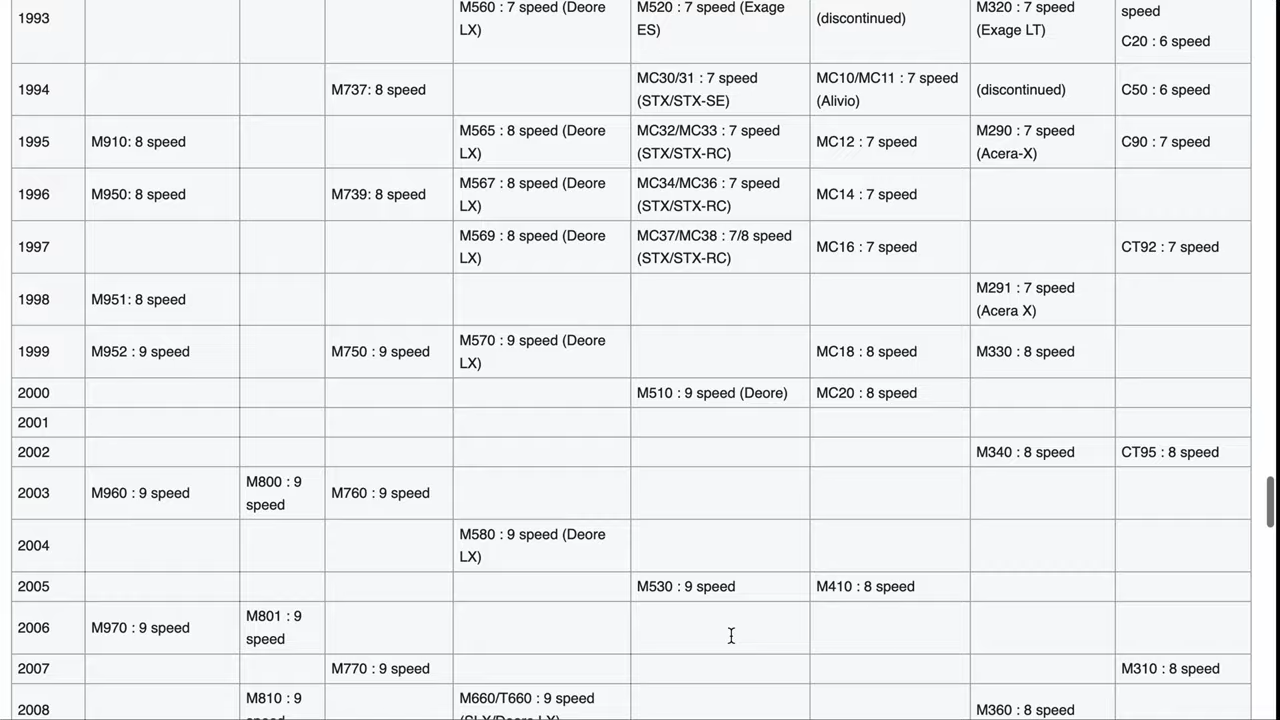 M560 : 7 speed (Deore
LX)
M520 : 7 speed (Exage
ES)
(discontinued)
M320 : 7 speed
(Exage LT)
speed
C20 : 6 speed
1993
1994
M737: 8 speed
MC30/31 : 7 speed
(STX/STX-SE)
MC10/MC11 : 7 speed
(Alivio)
(discontinued)
C50 : 6 speed
1995
M910: 8 speed
M565 : 8 speed (Deore
LX)
MC32/MC33 : 7 speed
(STX/STX-RC)
MC12 : 7 speed
M290 : 7 speed
(Acera-X)
C90 : 7 speed
1996
M950: 8 speed
M739: 8 speed
M567 : 8 speed (Deore
LX)
MC34/MC36 : 7 speed
(STX/STX-RC)
MC14 : 7 speed
1997
M569 : 8 speed (Deore
LX)
MC37/MC38 : 7/8 speed
(STX/STX-RC)
MC16 : 7 speed
CT92 : 7 speed
1998
M951: 8 speed
M291 : 7 speed
(Acera X)
1999
M952 : 9 speed
M750 : 9 speed
M570 : 9 speed (Deore
LX)
MC18 : 8 speed
M330 : 8 speed
2000
M510 : 9 speed (Deore)
MC20 : 8 speed
2001
2002
M340 : 8 speed
CT95 : 8 speed
2003
M960 : 9 speed
M800 : 9
speed
M760 : 9 speed
2004
M580 : 9 speed (Deore
LX)
2005
M530 : 9 speed
M410 : 8 speed
2006
M970 : 9 speed
M801 : 9
speed
2007
M770 : 9 speed
M310 : 8 speed
2008
M810 : 9
speed
M660/T660 : 9 speed
(SLX/Deore LX)
M360 : 8 speed